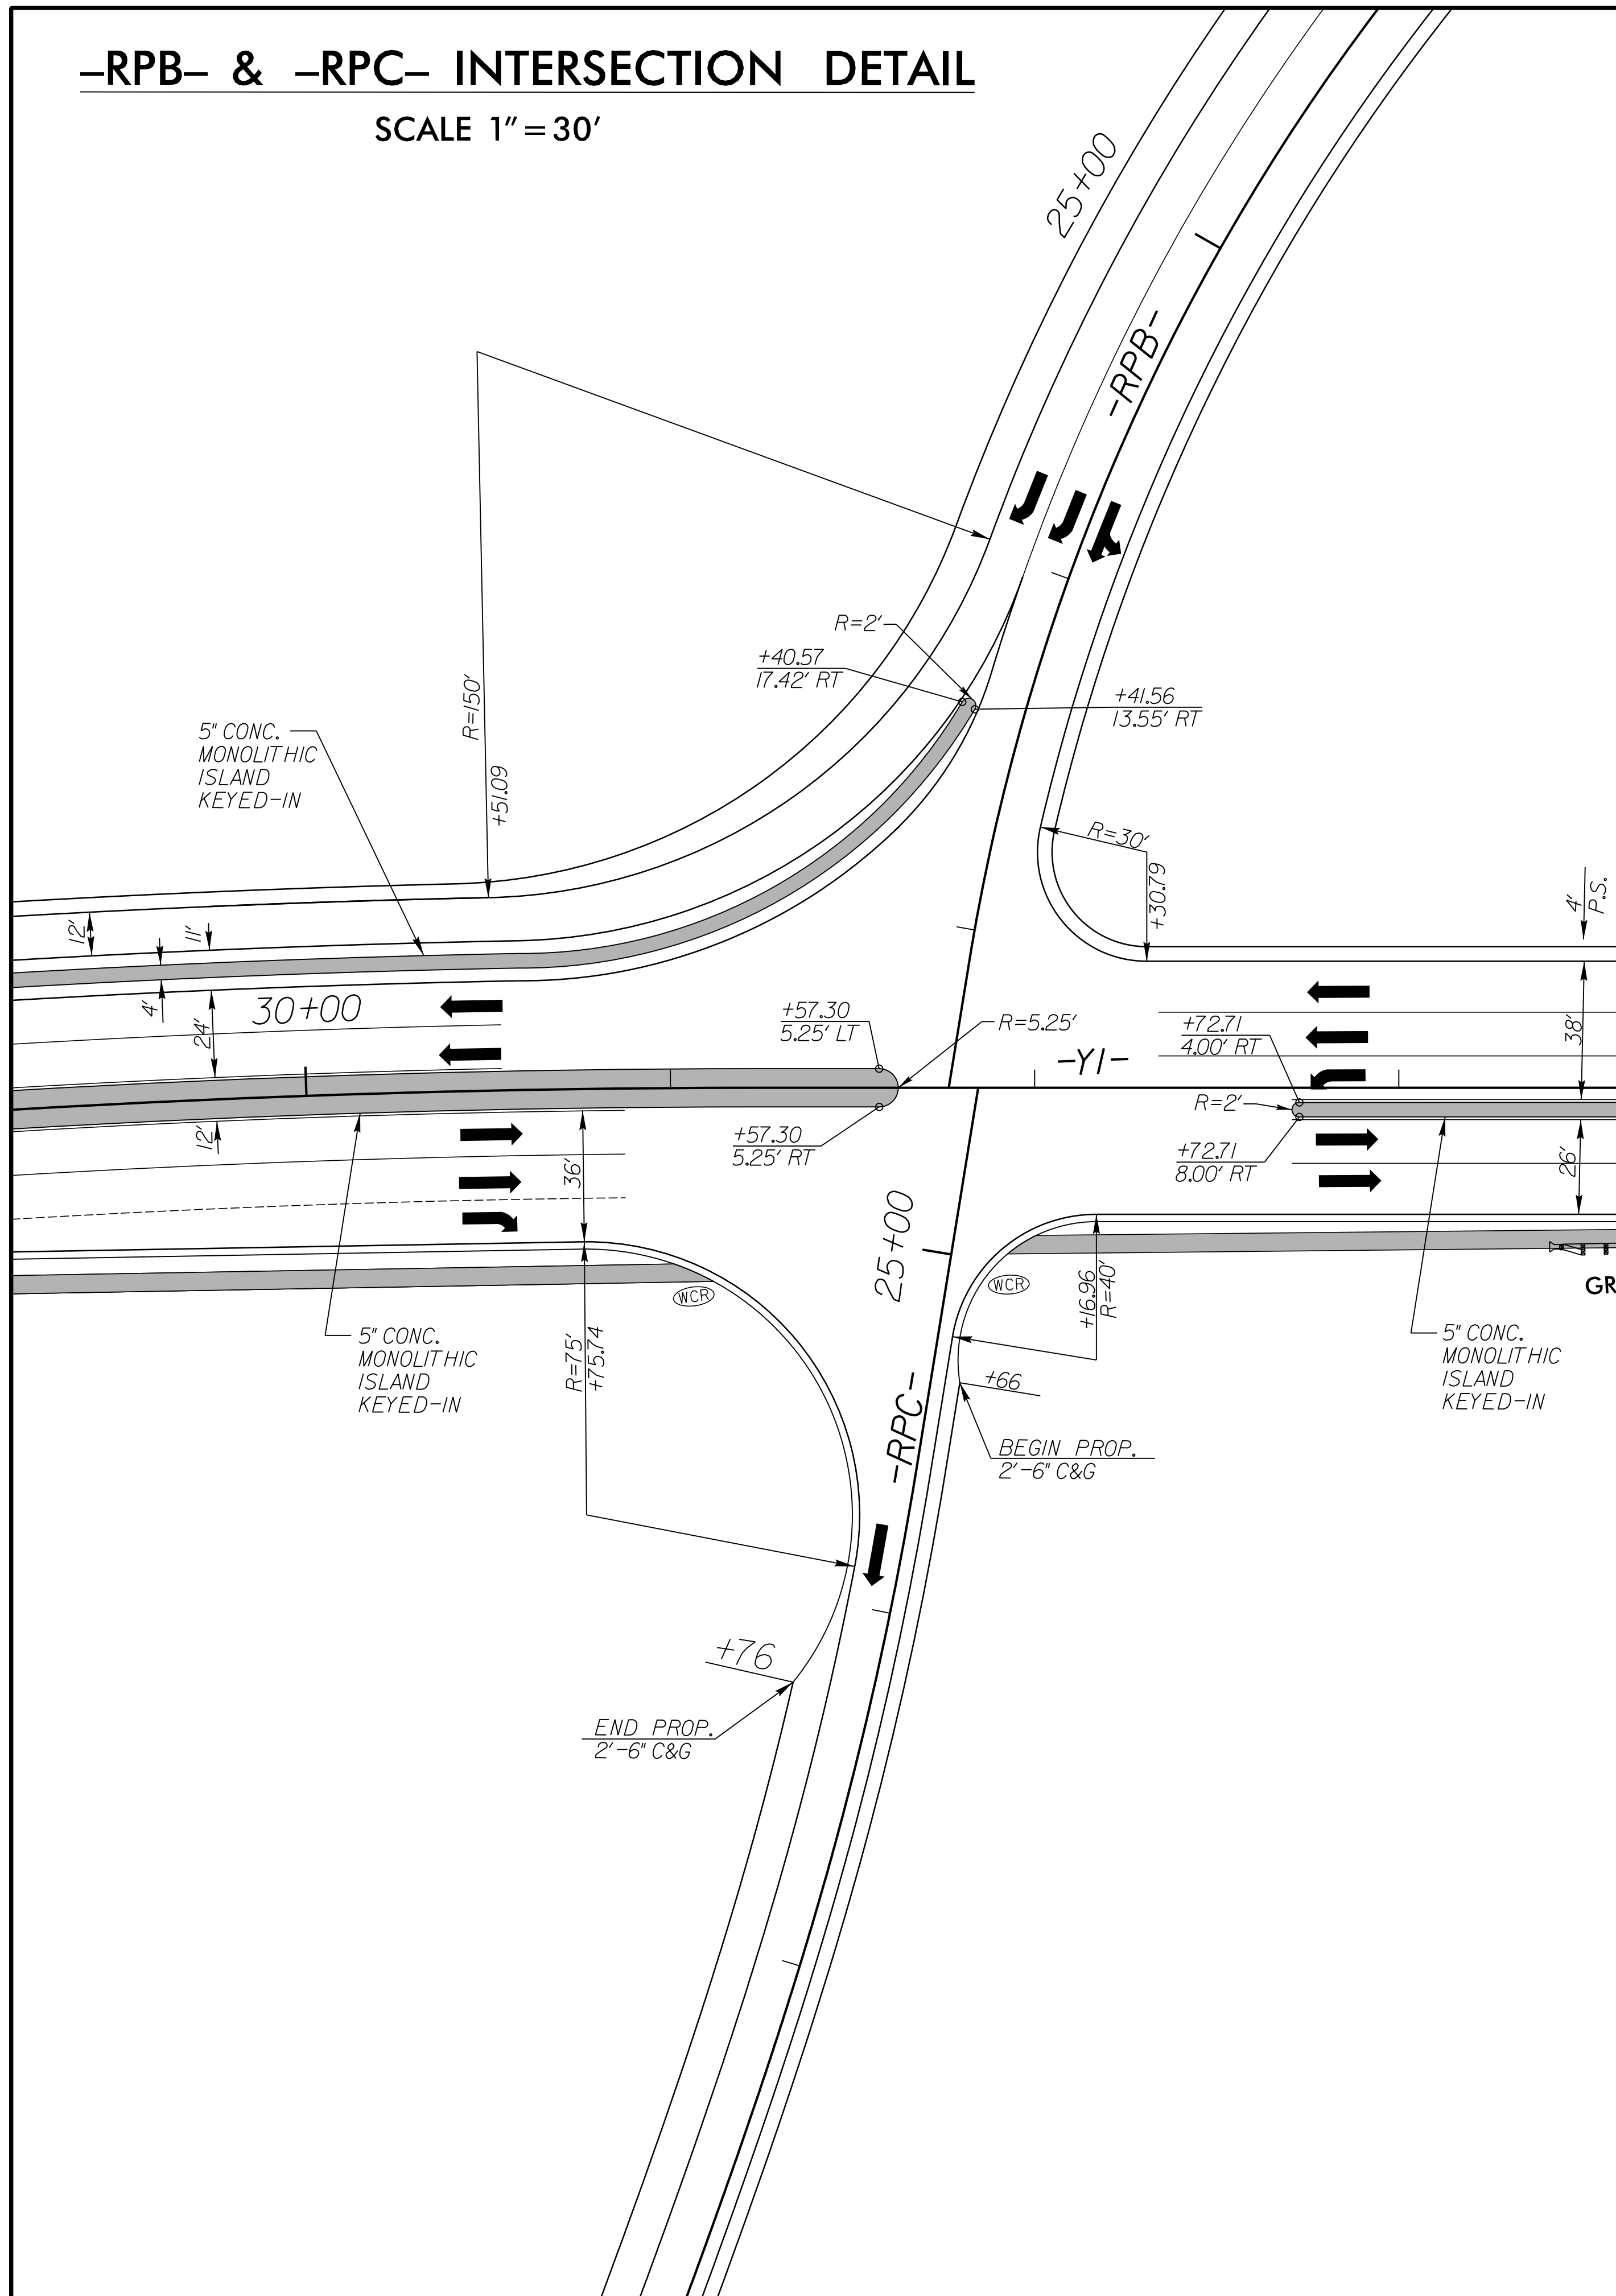 –RPB– & –RPC– INTERSECTION DETAIL
SCALE 1"=30'
25+00
-RPB-
R=2'
+40.57
17.42' RT
+41.56
13.55' RT
R=150'
+51.09
5" CONC.
MONOLITHIC
ISLAND
KEYED-IN
R=30'
+30.79
4'
P.S.
12'
11'
4'
24'
30+00
+57.30
5.25' LT
R=5.25'
-Y1-
+72.71
4.00' RT
38'
R=2'
12'
+57.30
5.25' RT
36'
+72.71
8.00' RT
26'
25+00
WCR
WCR
+16.96
R=40'
GR
5" CONC.
MONOLITHIC
ISLAND
KEYED-IN
R=75'
+75.74
+66
5" CONC.
MONOLITHIC
ISLAND
KEYED-IN
-RPC-
BEGIN PROP.
2'-6" C&G
+76
END PROP.
2'-6" C&G